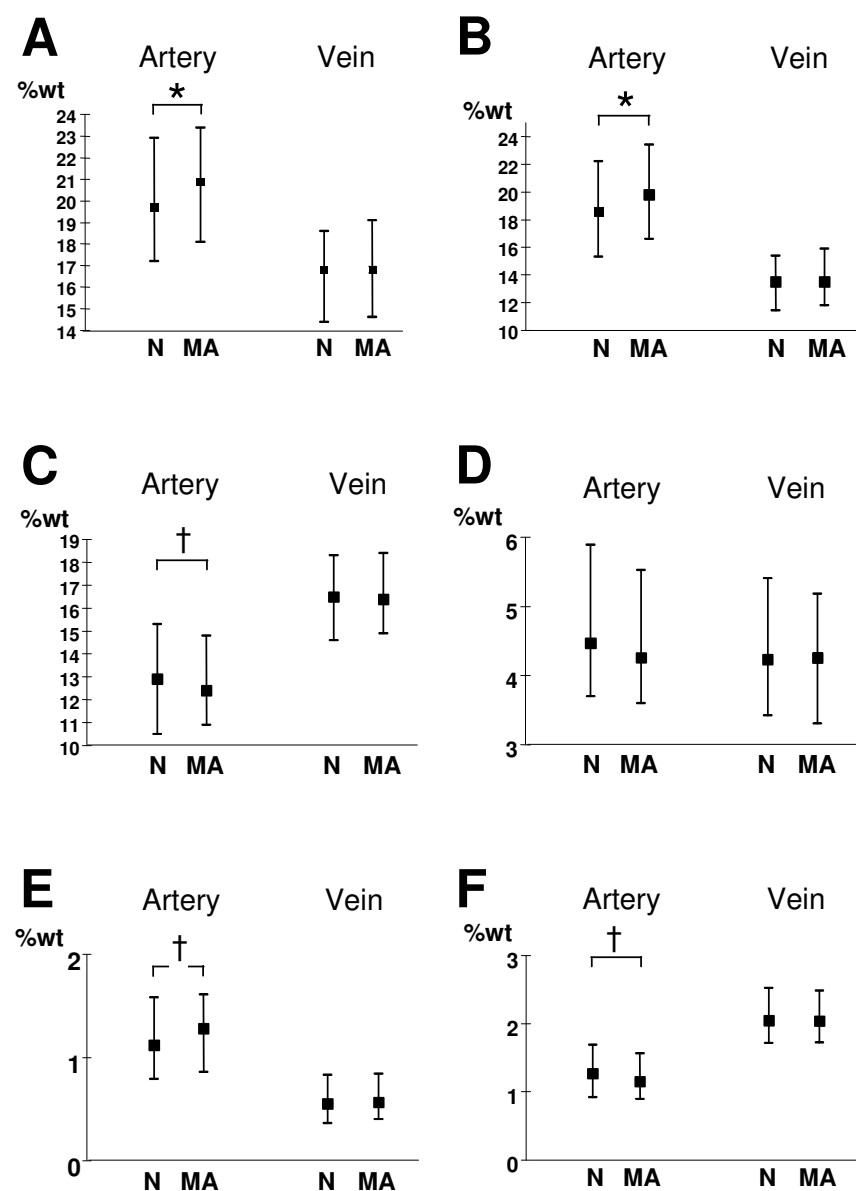 A
Artery Vein
%wt
*
24
23
22
21
20
19
18
17
16
15
14
N MA N MA
B
Artery Vein
%wt
*
24
22
20
18
16
14
12
10
N MA N MA
C
Artery Vein
%wt
†
19
18
17
16
15
14
13
12
11
10
N MA N MA
D
Artery Vein
%wt
6
5
4
3
N MA N MA
E
Artery Vein
%wt
†
2
1
0
N MA N MA
F
Artery Vein
%wt
†
3
2
1
0
N MA N MA